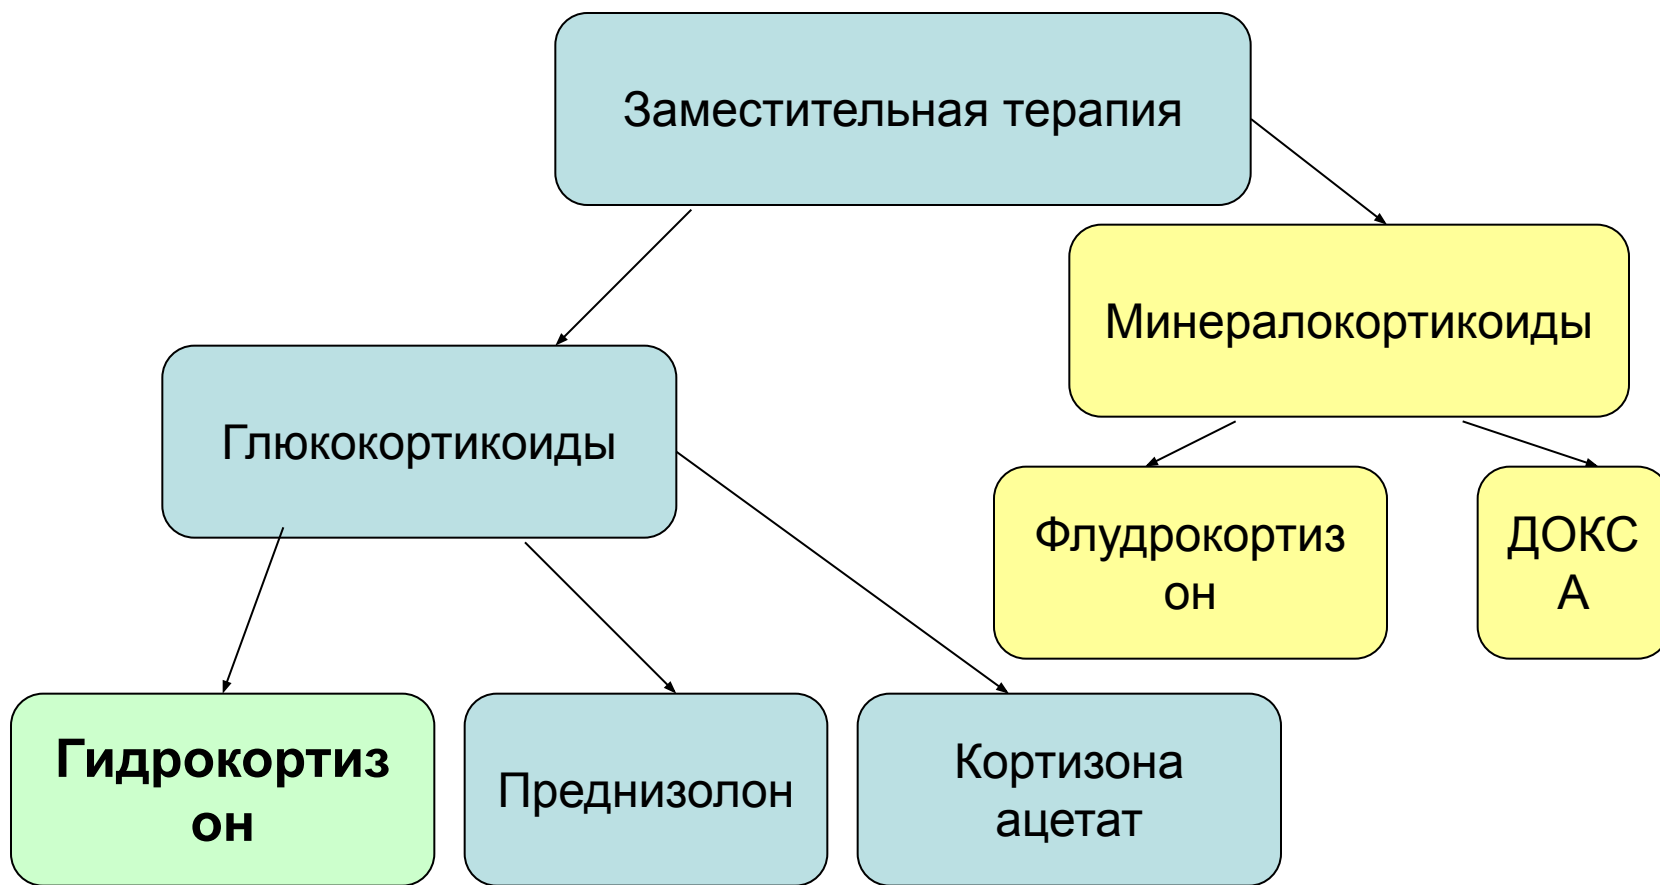 Заместительная терапия
Минералокортикоиды
Глюкокортикоиды
Флудрокортиз
он
ДОКС
А
Гидрокортиз
он
Преднизолон
Кортизона
ацетат